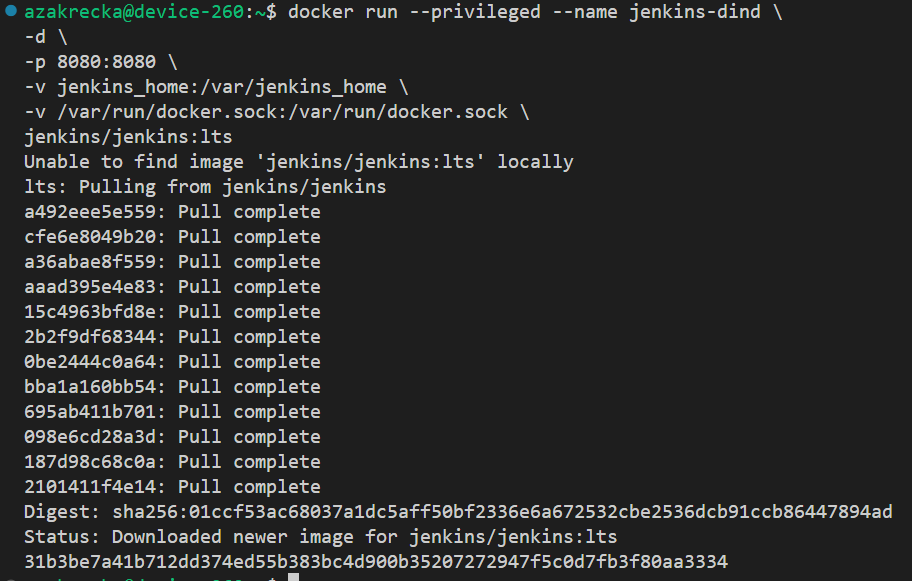 azakrecka@device-260:~$ docker run --privileged --name jenkins-dind \
-d \
-p 8080:8080 \
-v jenkins_home:/var/jenkins_home \
-v /var/run/docker.sock:/var/run/docker.sock \
jenkins/jenkins:lts
Unable to find image 'jenkins/jenkins:lts' locally
lts: Pulling from jenkins/jenkins
a492eee5e559: Pull complete
cfe6e8049b20: Pull complete
a36abae8f559: Pull complete
aaad395e4e83: Pull complete
15c4963bfd8e: Pull complete
2b2f9df68344: Pull complete
0be2444c0a64: Pull complete
bba1a160bb54: Pull complete
695ab411b701: Pull complete
098e6cd28a3d: Pull complete
187d98c68c0a: Pull complete
2101411f4e14: Pull complete
Digest: sha256:01ccf53ac68037a1dc5aff50bf2336e6a672532cbe2536dcb91ccb86447894ad
Status: Downloaded newer image for jenkins/jenkins:lts
31b3be7a41b712dd374ed55b383bc4d900b35207272947f5c0d7fb3f80aa3334